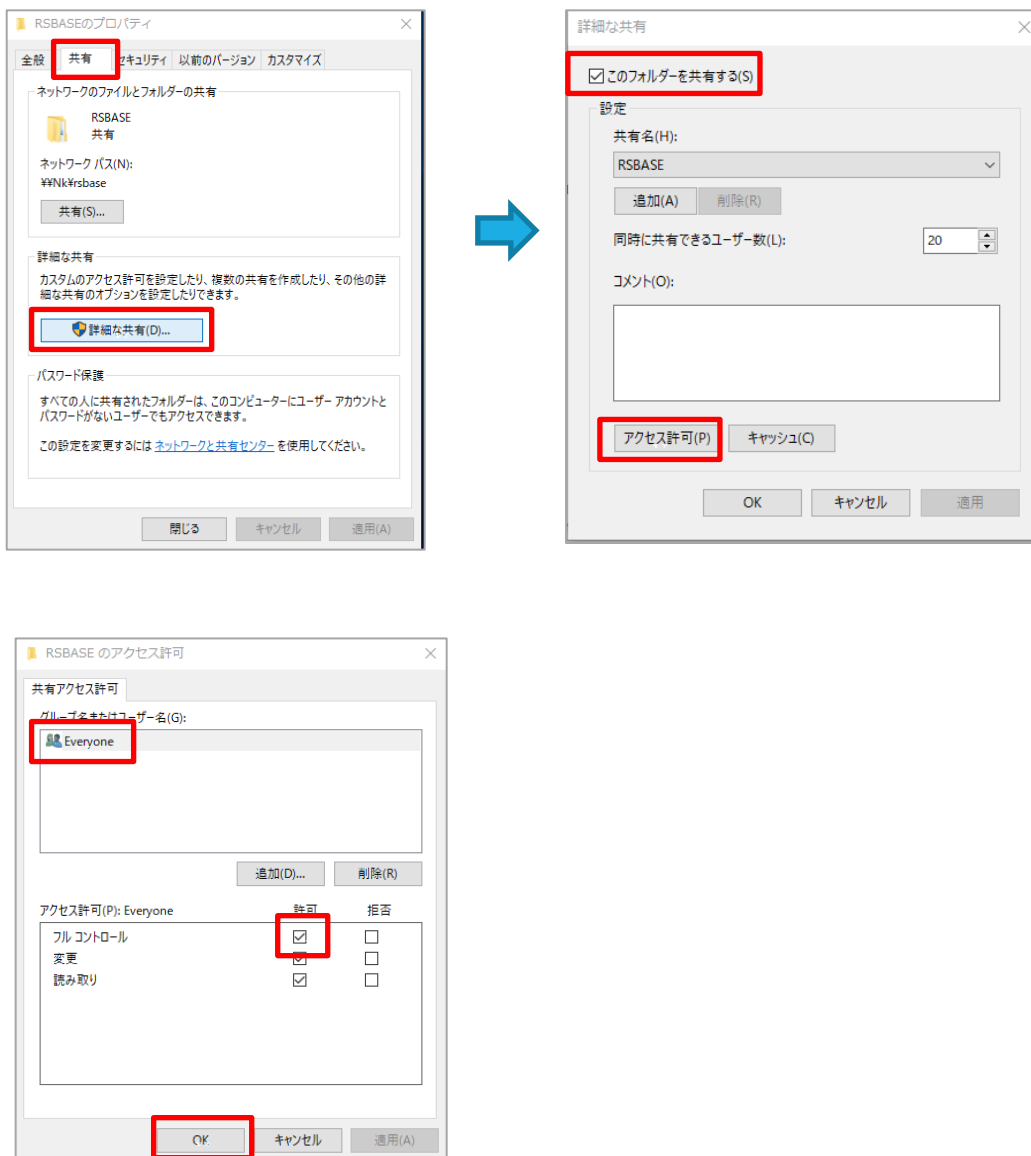 RSBASEのプロパティ
全般 共有 セキュリティ 以前のバージョン カスタマイズ
ネットワークのファイルとフォルダーの共有
RSBASE
共有
ネットワーク パス(N):
¥¥Nk¥rsbase
共有(S)...
詳細な共有
カスタムのアクセス許可を設定したり、複数の共有を作成したり、その他の詳
細な共有のオプションを設定したりできます。
詳細な共有(D)...
パスワード保護
すべての人に共有されたフォルダーは、このコンピューターにユーザー アカウントと
パスワードがないユーザーでもアクセスできます。
この設定を変更するには ネットワークと共有センター を使用してください。
閉じる キャンセル 適用(A)
詳細な共有
このフォルダーを共有する(S)
設定
共有名(H):
RSBASE
追加(A) 削除(R)
同時に共有できるユーザー数(L): 20
コメント(O):
アクセス許可(P) キャッシュ(C)
OK キャンセル 適用
RSBASE のアクセス許可
共有アクセス許可
グループ名またはユーザー名(G):
Everyone
追加(D)... 削除(R)
アクセス許可(P): Everyone 許可 拒否
フル コントロール
変更
読み取り
OK キャンセル 適用(A)